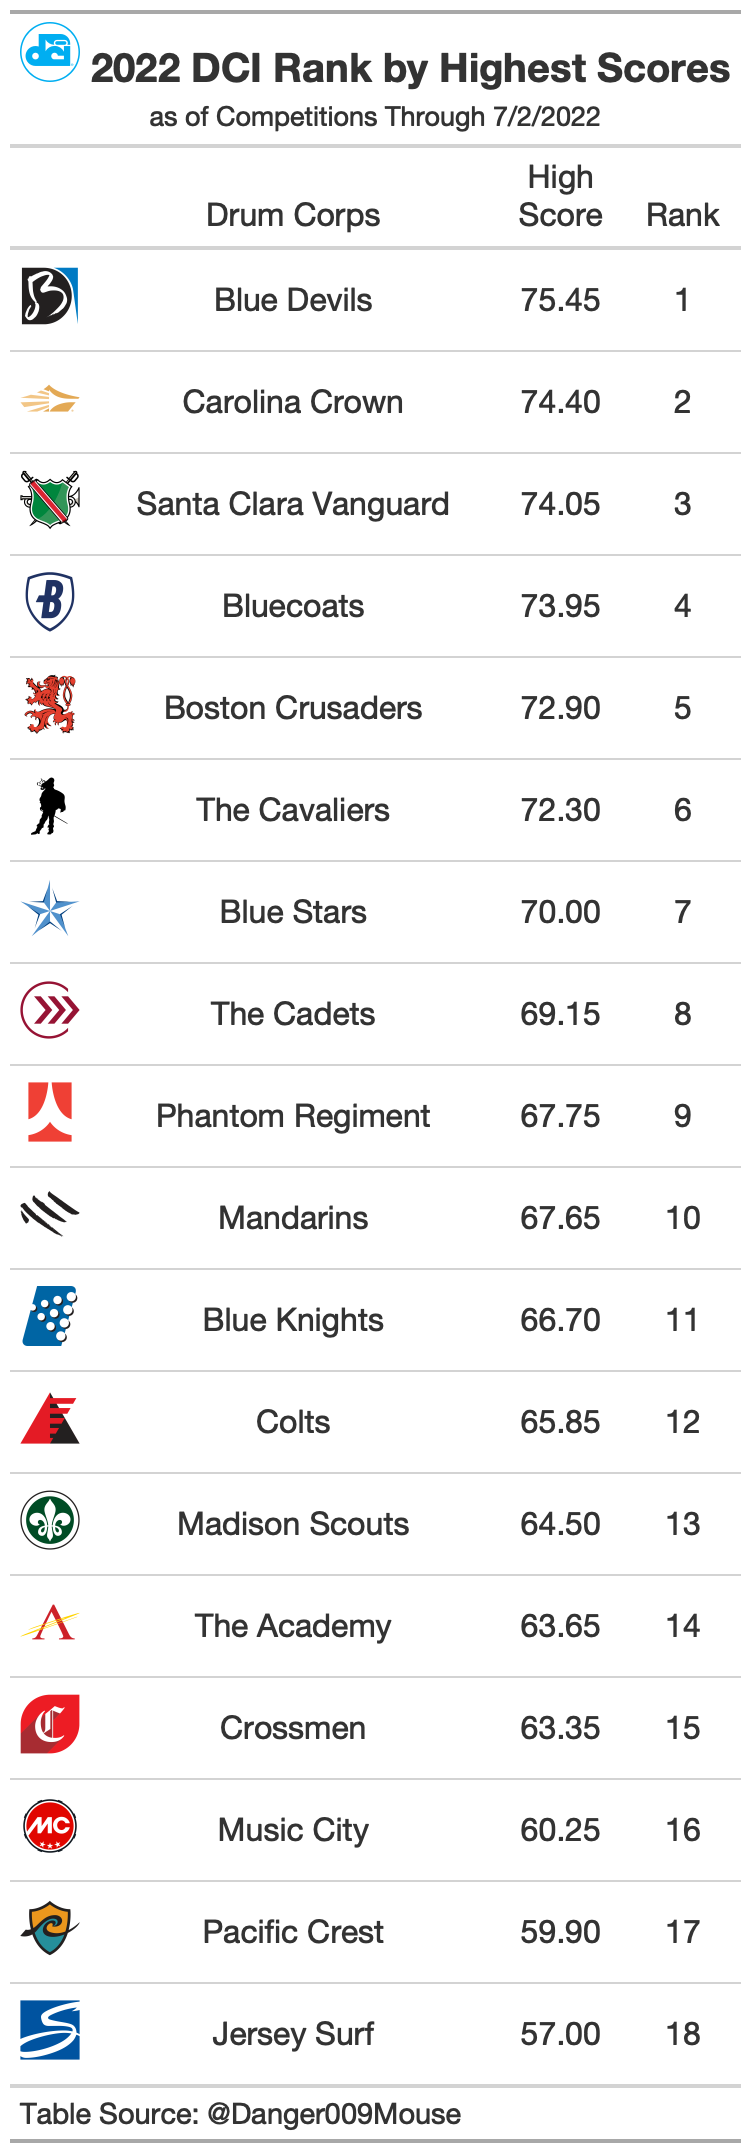 dci
2022 DCI Rank by Highest Scores
as of Competitions Through 7/2/2022
Drum Corps High Score Rank
B
Blue Devils 75.45 1
Carolina Crown 74.40 2
Santa Clara Vanguard 74.05 3
B
Bluecoats 73.95 4
Boston Crusaders 72.90 5
The Cavaliers 72.30 6
Blue Stars 70.00 7
The Cadets 69.15 8
Phantom Regiment 67.75 9
Mandarins 67.65 10
Blue Knights 66.70 11
Colts 65.85 12
Madison Scouts 64.50 13
A
The Academy 63.65 14
C
Crossmen 63.35 15
MC
Music City 60.25 16
Pacific Crest 59.90 17
S
Jersey Surf 57.00 18
Table Source: @Danger009Mouse